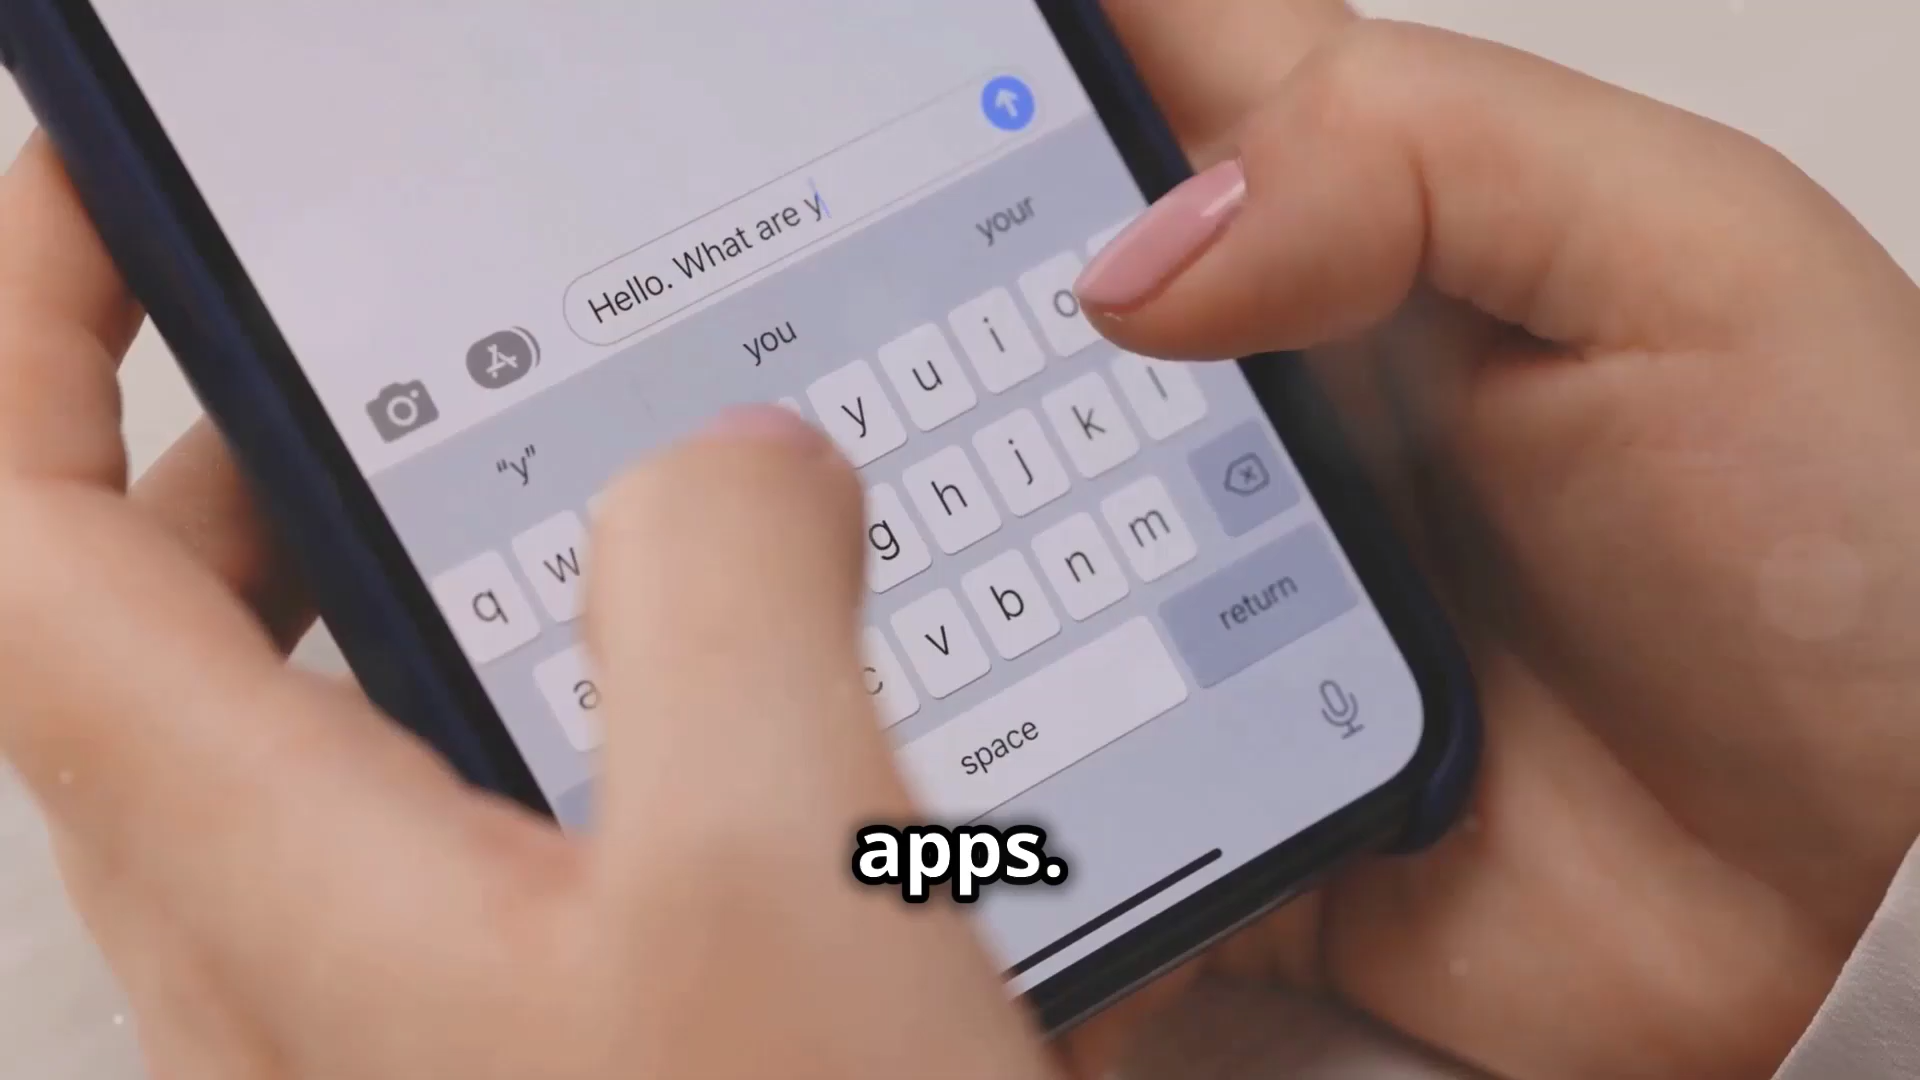 Hello. What are y
"y" you your
q w y u i o
a g h j k l
c v b n m
space return
apps.